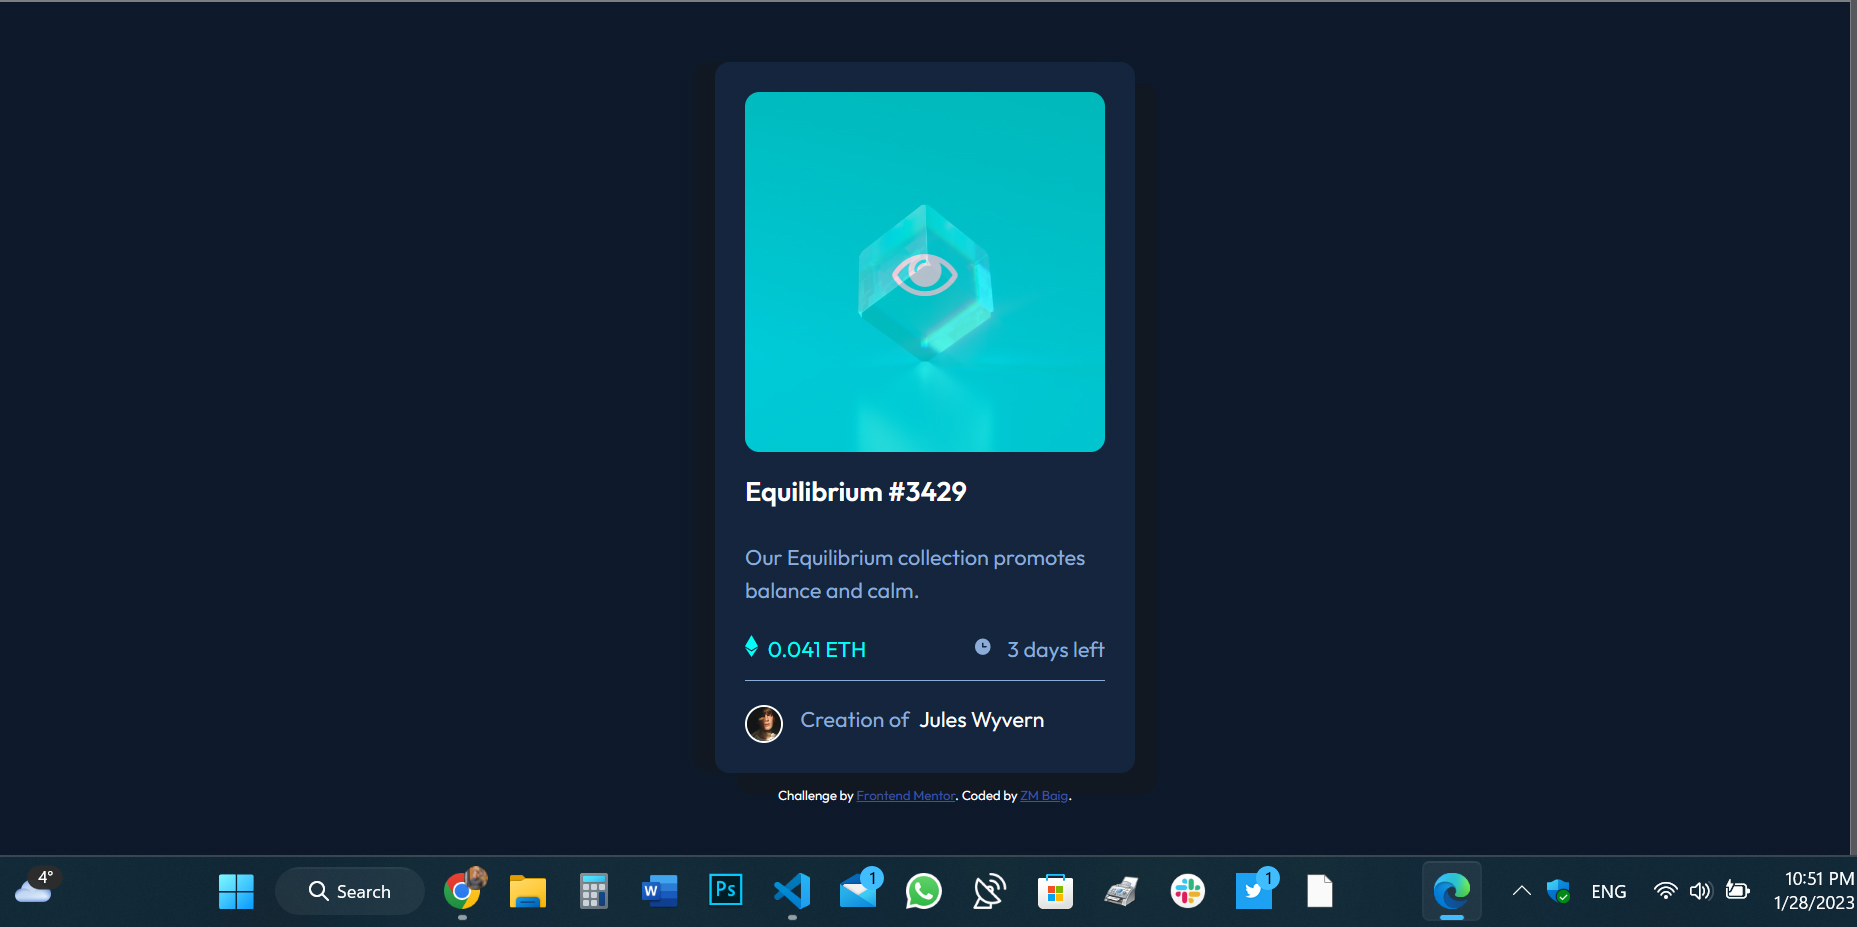 Equilibrium #3429
Our Equilibrium collection promotes
balance and calm.
0.041 ETH
3 days left
Creation of Jules Wyvern
Challenge by Frontend Mentor. Coded by ZM Baig.
4°
Search
W
Ps
1
1
ENG
10:51 PM
1/28/2023